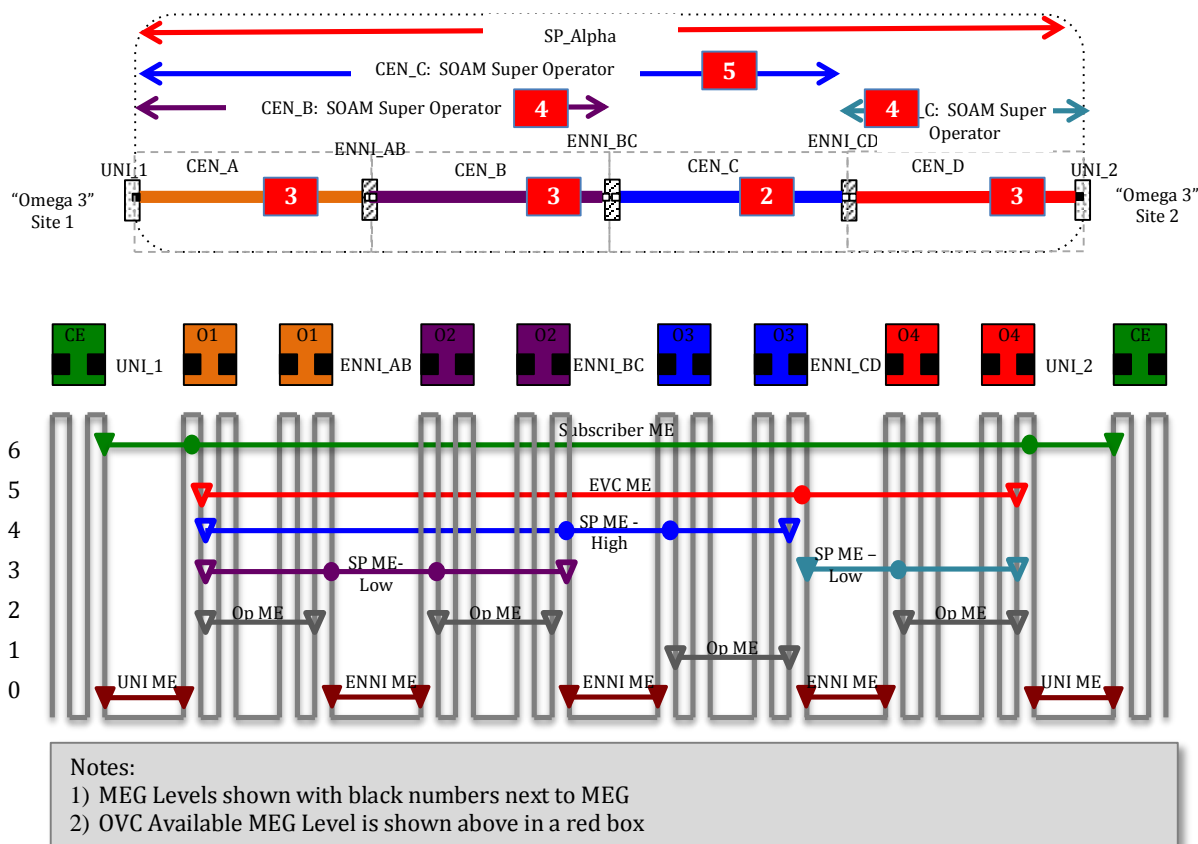 SP_Alpha
CEN_C: SOAM Super Operator
5
CEN_B: SOAM Super Operator
4
4
_C: SOAM Super
Operator
UNI_1
CEN_A
ENNI_AB
CEN_B
ENNI_BC
CEN_C
ENNI_CD
CEN_D
UNI_2
“Omega 3”
Site 1
3
3
2
3
“Omega 3”
Site 2
CE
UNI_1
O1
O1
ENNI_AB
O2
O2
ENNI_BC
O3
O3
ENNI_CD
O4
O4
UNI_2
CE
6
Subscriber ME
5
EVC ME
4
SP ME -
High
3
SP ME-
Low
SP ME –
Low
2
Op ME
Op ME
Op ME
1
Op ME
0
UNI ME
ENNI ME
ENNI ME
ENNI ME
UNI ME
Notes:
1) MEG Levels shown with black numbers next to MEG
2) OVC Available MEG Level is shown above in a red box